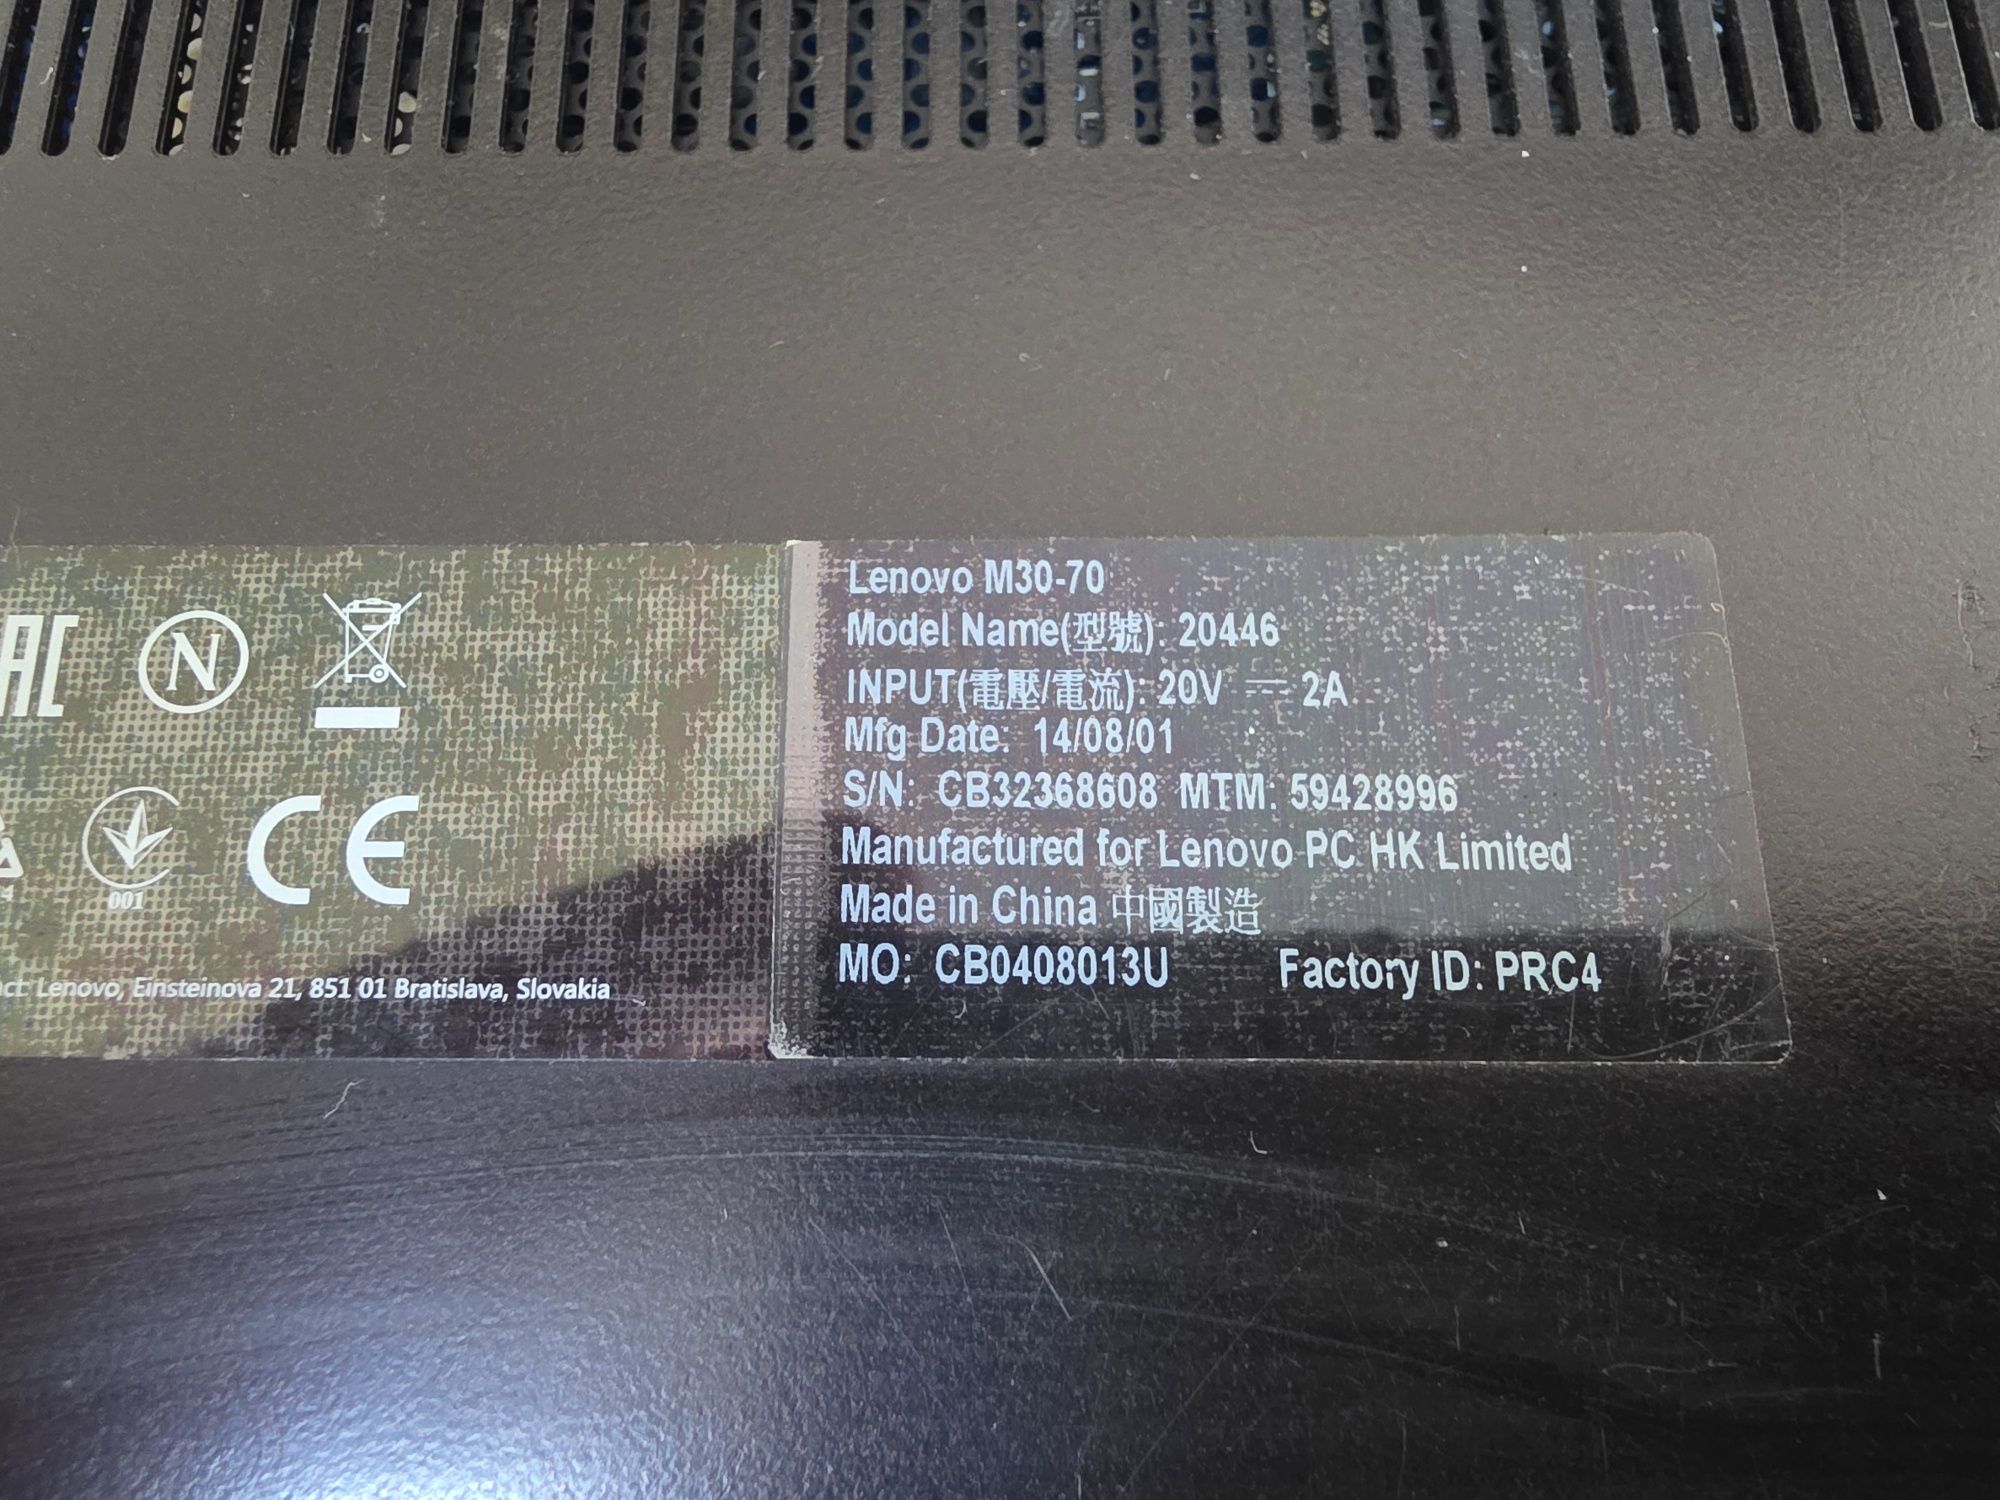 EAC
N
001
CE
Lenovo, Einsteinova 21, 851 01 Bratislava, Slovakia
Lenovo M30-70
Model Name(型號): 20446
INPUT(電壓/電流): 20V ⎓ 2A
Mfg Date: 14/08/01
S/N: CB32368608 MTM: 59428996
Manufactured for Lenovo PC HK Limited
Made in China 中國製造
MO: CB0408013U Factory ID: PRC4